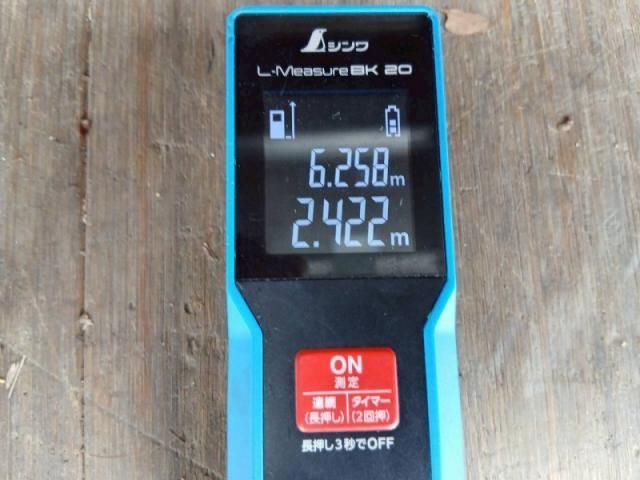 シンワ
L-Measure BK 20
6.258m
2.422m
ON
測定
連続 タイマー
(長押し) (2回押)
長押し3秒でOFF